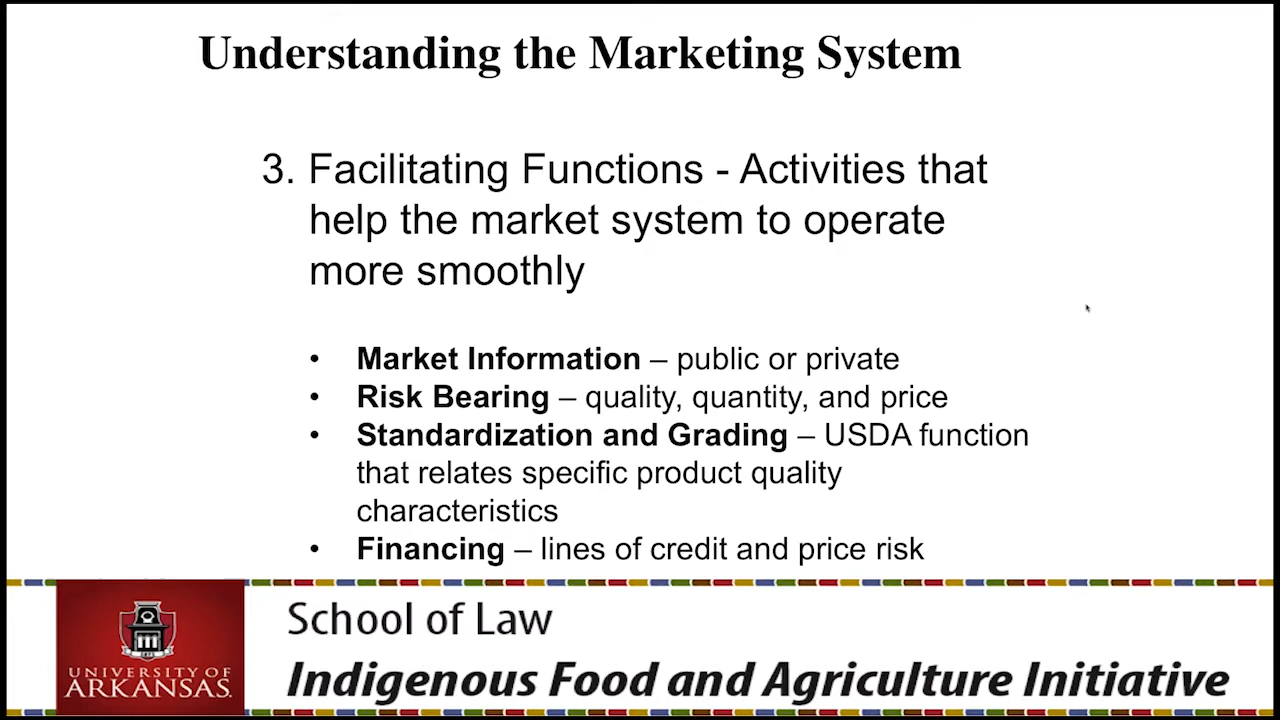 Understanding the Marketing System
3. Facilitating Functions - Activities that
help the market system to operate
more smoothly
• Market Information – public or private
• Risk Bearing – quality, quantity, and price
• Standardization and Grading – USDA function
that relates specific product quality
characteristics
• Financing – lines of credit and price risk
School of Law
UNIVERSITY OF
ARKANSAS.
Indigenous Food and Agriculture Initiative